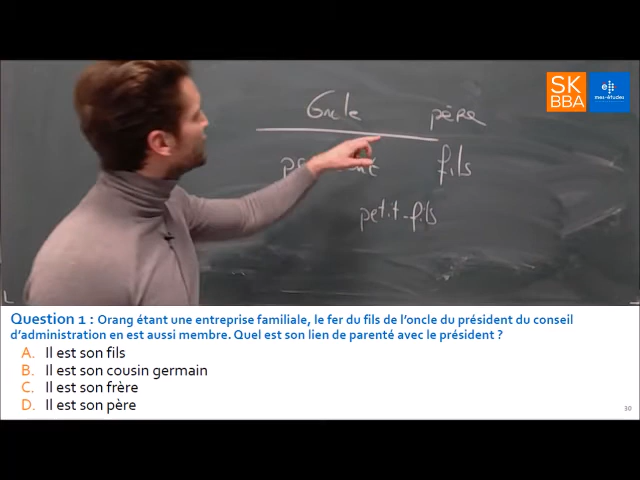 SK
BBA
mes-études
Oncle père
fils
petit-fils
Question 1 : Orang étant une entreprise familiale, le fer du fils de l'oncle du président du conseil
d'administration en est aussi membre. Quel est son lien de parenté avec le président ?
A. Il est son fils
B. Il est son cousin germain
C. Il est son frère
D. Il est son père
30